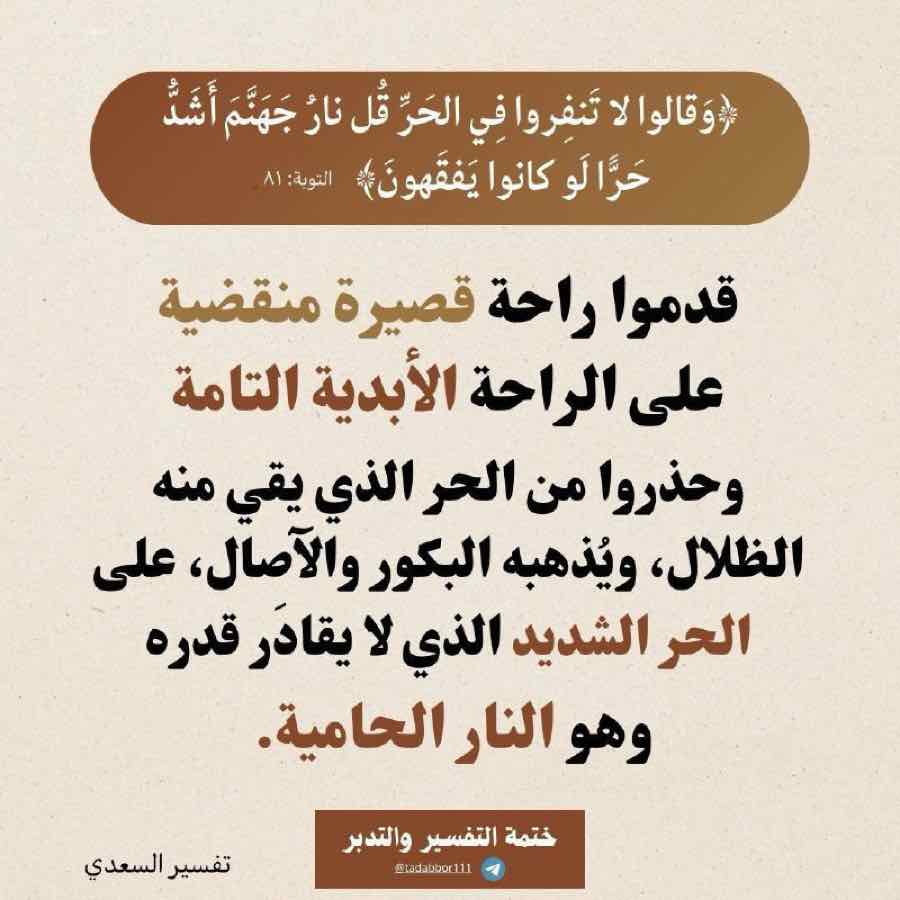 ﴿وَقالوا لا تَنفِروا فِي الحَرِّ قُل نارُ جَهَنَّمَ أَشَدُّ
حَرًّا لَو كانوا يَفقَهونَ﴾ التوبة: ٨١
قدموا راحة قصيرة منقضية
على الراحة الأبدية التامة
وحذروا من الحر الذي يقي منه
الظلال، ويُذهبه البكور والآصال، على
الحر الشديد الذي لا يقادَر قدره
وهو النار الحامية.
ختمة التفسير والتدبر
@tadabbor111
تفسير السعدي